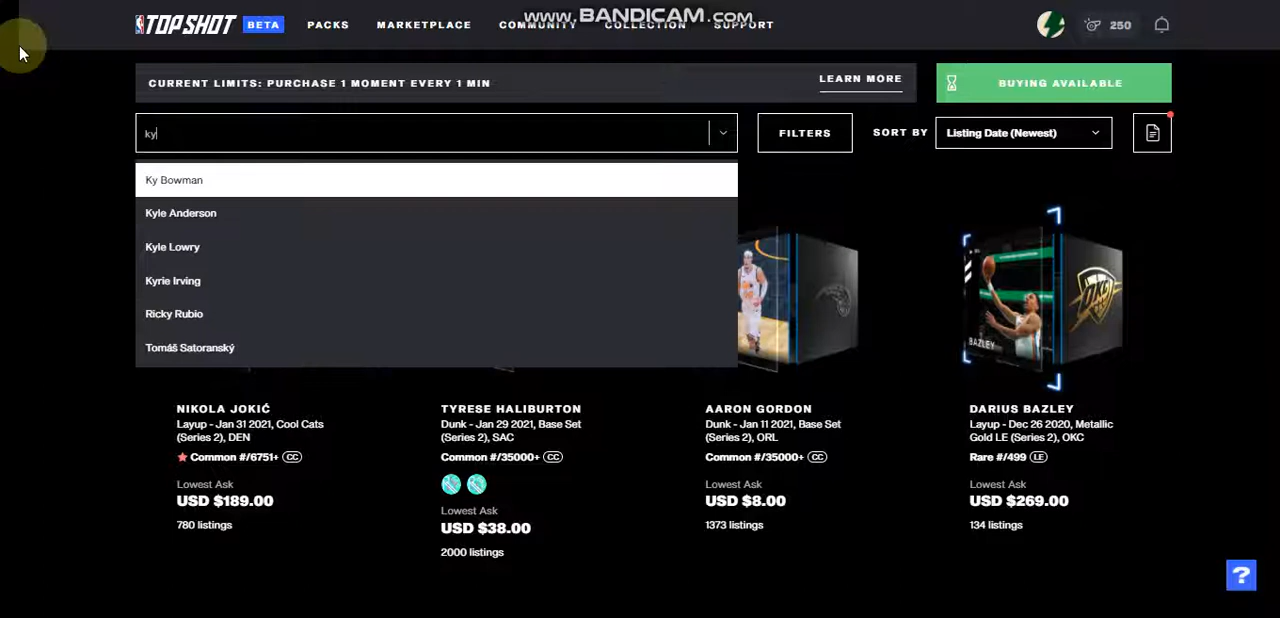 www.BANDICAM.com
NBA TOP SHOT BETA PACKS MARKETPLACE COMMUNITY COLLECTION SUPPORT 250
CURRENT LIMITS: PURCHASE 1 MOMENT EVERY 1 MIN LEARN MORE BUYING AVAILABLE
ky FILTERS SORT BY Listing Date (Newest)
Ky Bowman
Kyle Anderson
Kyle Lowry
Kyrie Irving
Ricky Rubio
Tomáš Satoranský
BAZLEY
OKC
NIKOLA JOKIĆ
Layup - Jan 31 2021, Cool Cats
(Series 2), DEN
Common #/6751+ CC
Lowest Ask
USD $189.00
780 listings
TYRESE HALIBURTON
Dunk - Jan 29 2021, Base Set
(Series 2), SAC
Common #/35000+ CC
Lowest Ask
USD $38.00
2000 listings
AARON GORDON
Dunk - Jan 11 2021, Base Set
(Series 2), ORL
Common #/35000+ CC
Lowest Ask
USD $8.00
1373 listings
DARIUS BAZLEY
Layup - Dec 26 2020, Metallic
Gold LE (Series 2), OKC
Rare #/499 LE
Lowest Ask
USD $269.00
134 listings
?